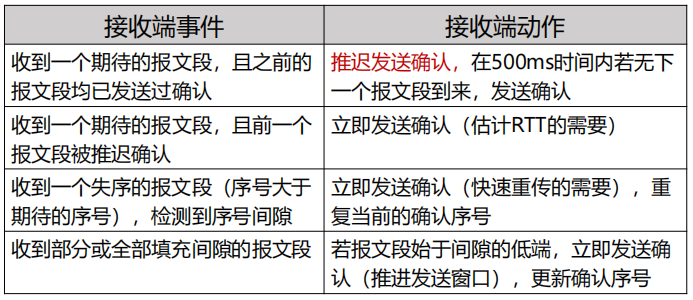 接收端事件
接收端动作
收到一个期待的报文段，且之前的
报文段均已发送过确认
推迟发送确认，在500ms时间内若无下
一个报文段到来，发送确认
收到一个期待的报文段，且前一个
报文段被推迟确认
立即发送确认（估计RTT的需要）
收到一个失序的报文段（序号大于
期待的序号），检测到序号间隙
立即发送确认（快速重传的需要），重
复当前的确认序号
收到部分或全部填充间隙的报文段
若报文段始于间隙的低端，立即发送确
认（推进发送窗口），更新确认序号